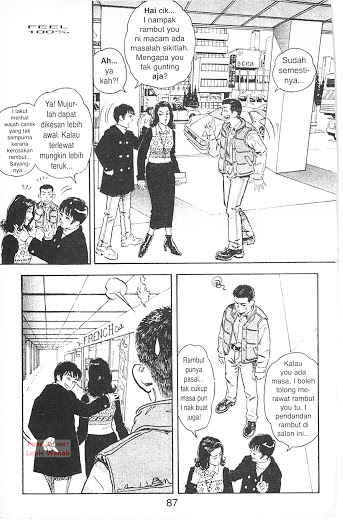 FEEL
100%
Hai cik...
I nampak
rambut you
ni macam ada
masalah sikitlah.
Mengapa you
tak gunting
aja?
Ah...
ya
kah?!
Sudah
semesti-
nya...
BECA
Ya! Mujur-
lah dapat
dikesan lebih
awal. Kalau
terlewat
mungkin lebih
teruk...
I takut
melihat
wajah cantik
yang tak
sempurna
kerana
kerosakan
rambut...
Sayang-
nya...
FRENCH
Rambut
punya
pasal...
tak cukup
masa pun
I nak buat
juga!
Kalau
you ada
masa, I boleh
tolong me-
rawat rambut
you tu. I
pendandan
rambut di
salon ini...
87